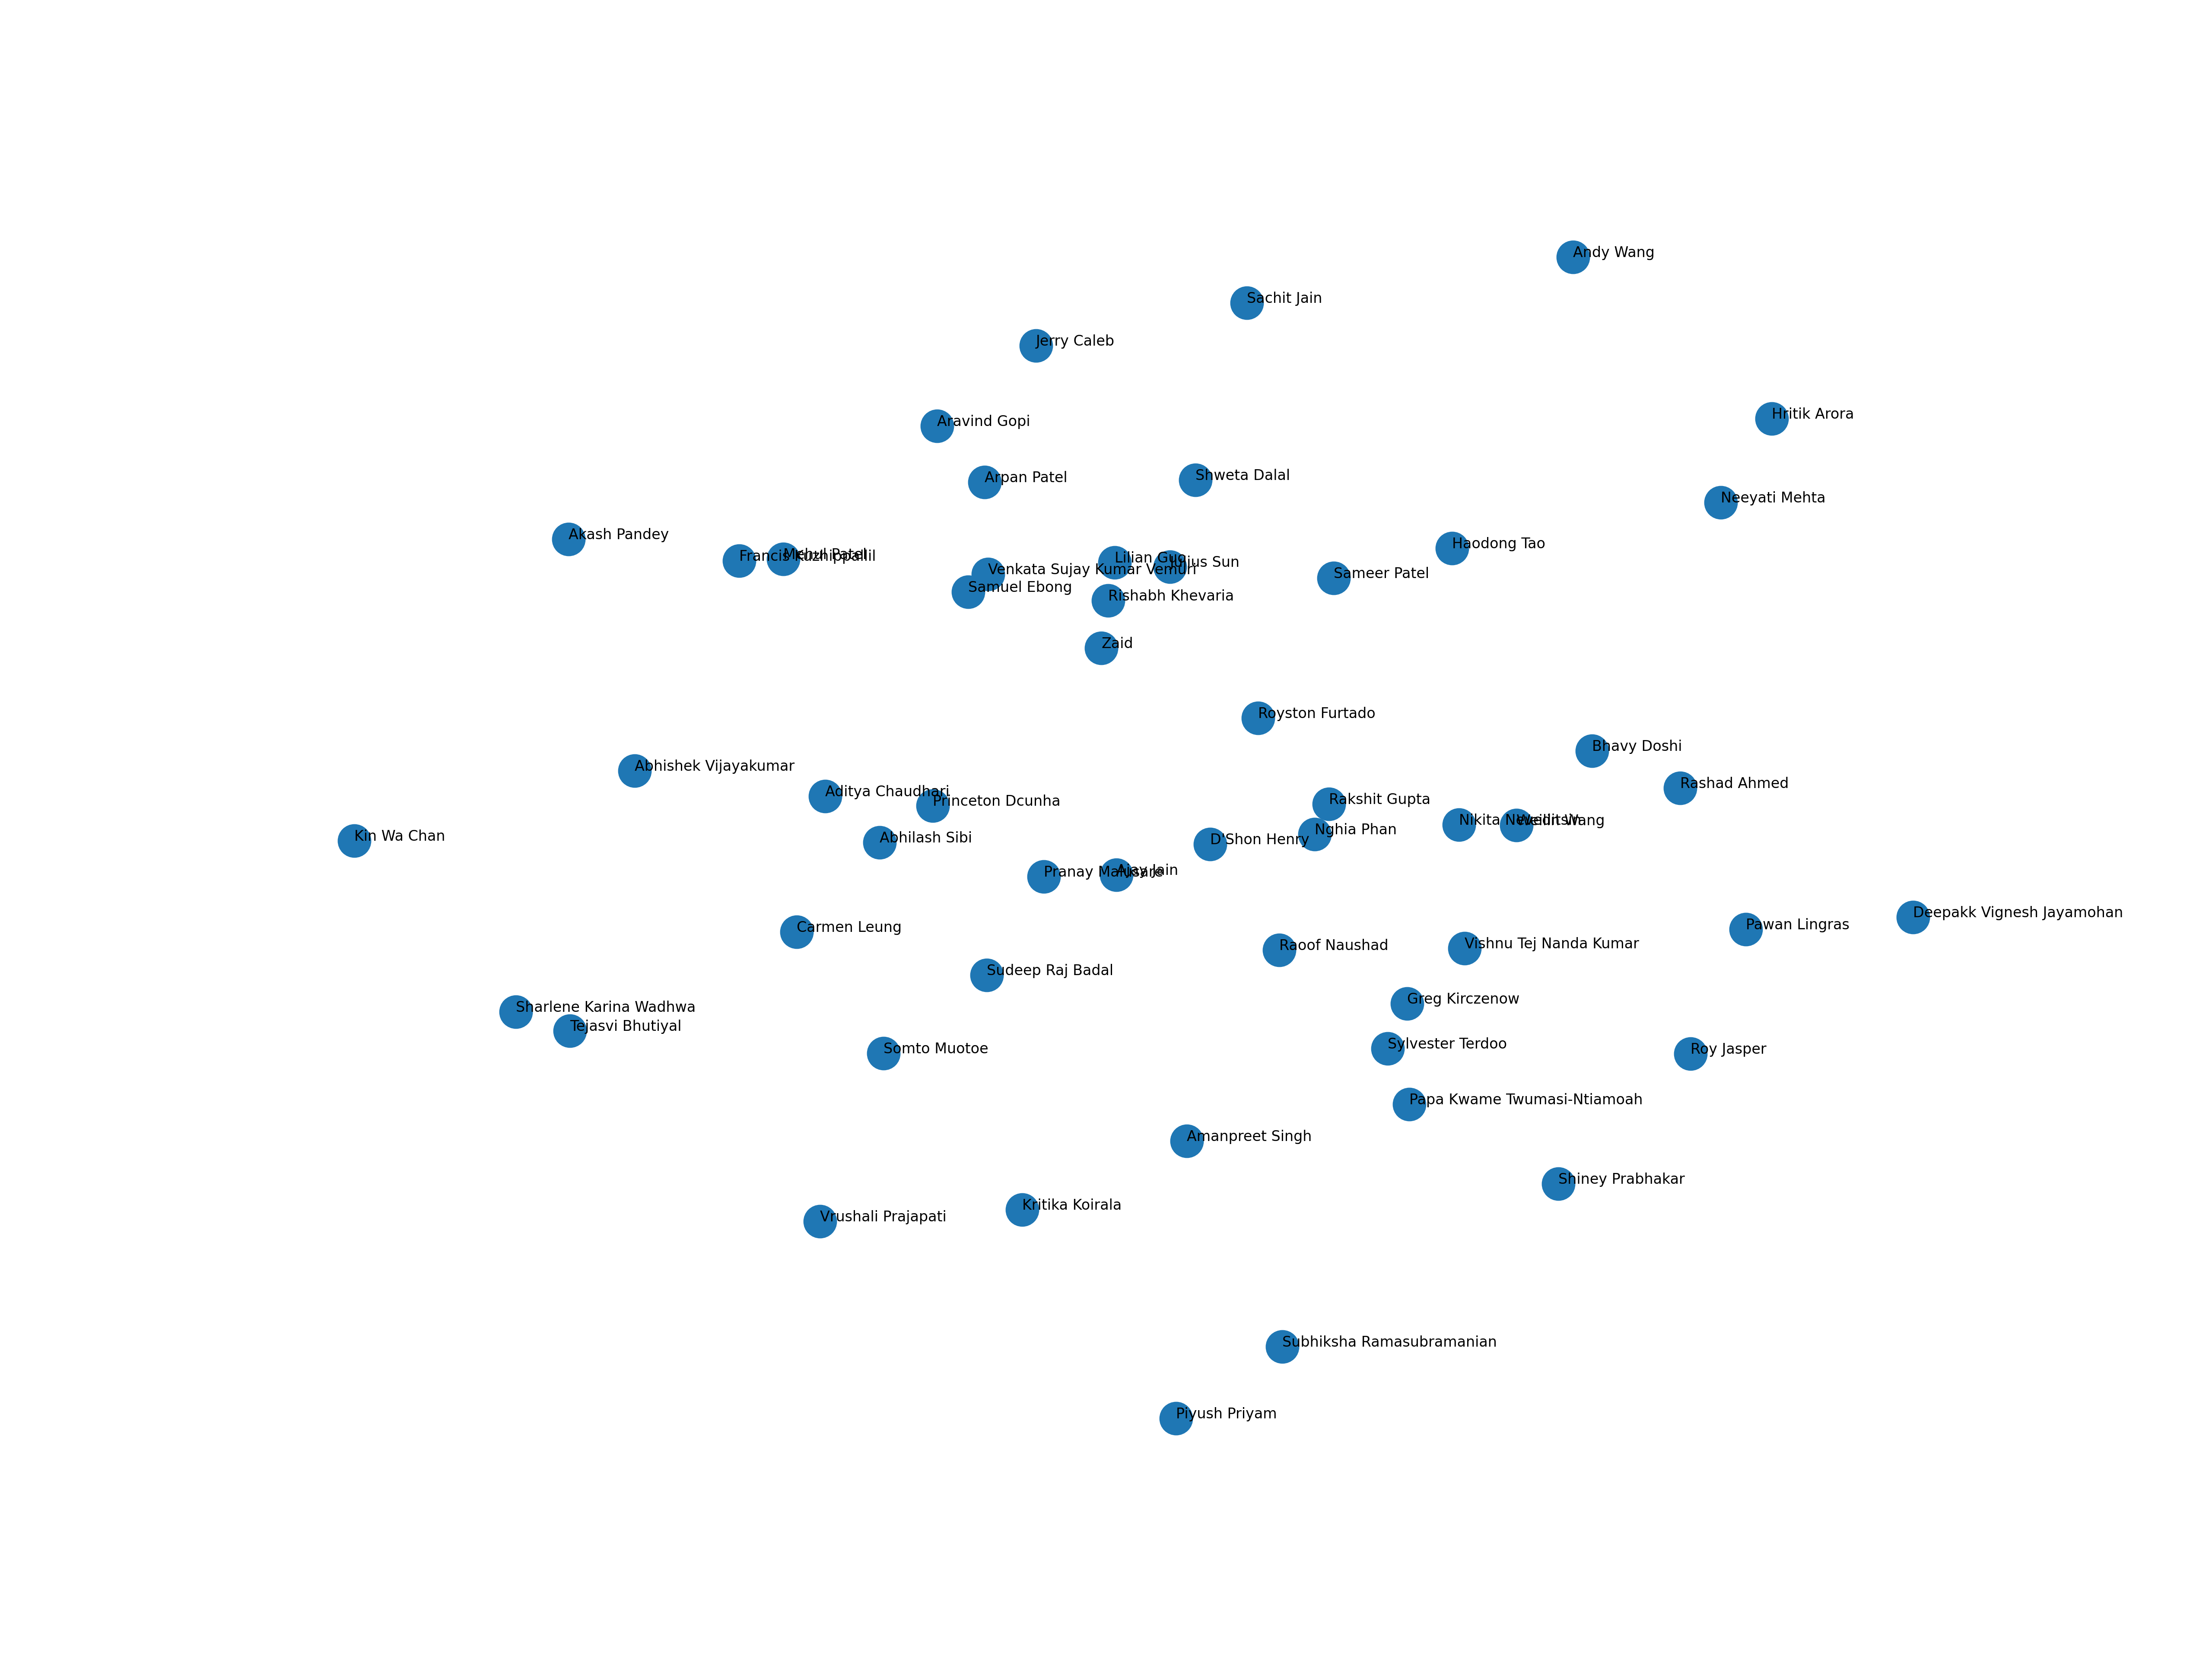 Andy Wang
Sachit Jain
Jerry Caleb
Hritik Arora
Aravind Gopi
Shweta Dalal
Arpan Patel
Neeyati Mehta
Akash Pandey
Haodong Tao
Francis Kuzhippallil
Mehul Patel
Lilian Guo
Julius Sun
Venkata Sujay Kumar Vemuri
Sameer Patel
Samuel Ebong
Rishabh Khevaria
Zaid
Royston Furtado
Bhavy Doshi
Abhishek Vijayakumar
Rashad Ahmed
Aditya Chaudhari
Princeton Dcunha
Rakshit Gupta
Nikita Neveditsin
Weilin Wang
Nghia Phan
Kin Wa Chan
Abhilash Sibi
D'Shon Henry
Pranay Malusare
Ajay Jain
Deepakk Vignesh Jayamohan
Carmen Leung
Pawan Lingras
Raoof Naushad
Vishnu Tej Nanda Kumar
Sudeep Raj Badal
Greg Kirczenow
Sharlene Karina Wadhwa
Tejasvi Bhutiyal
Somto Muotoe
Sylvester Terdoo
Roy Jasper
Papa Kwame Twumasi-Ntiamoah
Amanpreet Singh
Shiney Prabhakar
Kritika Koirala
Vrushali Prajapati
Subhiksha Ramasubramanian
Piyush Priyam